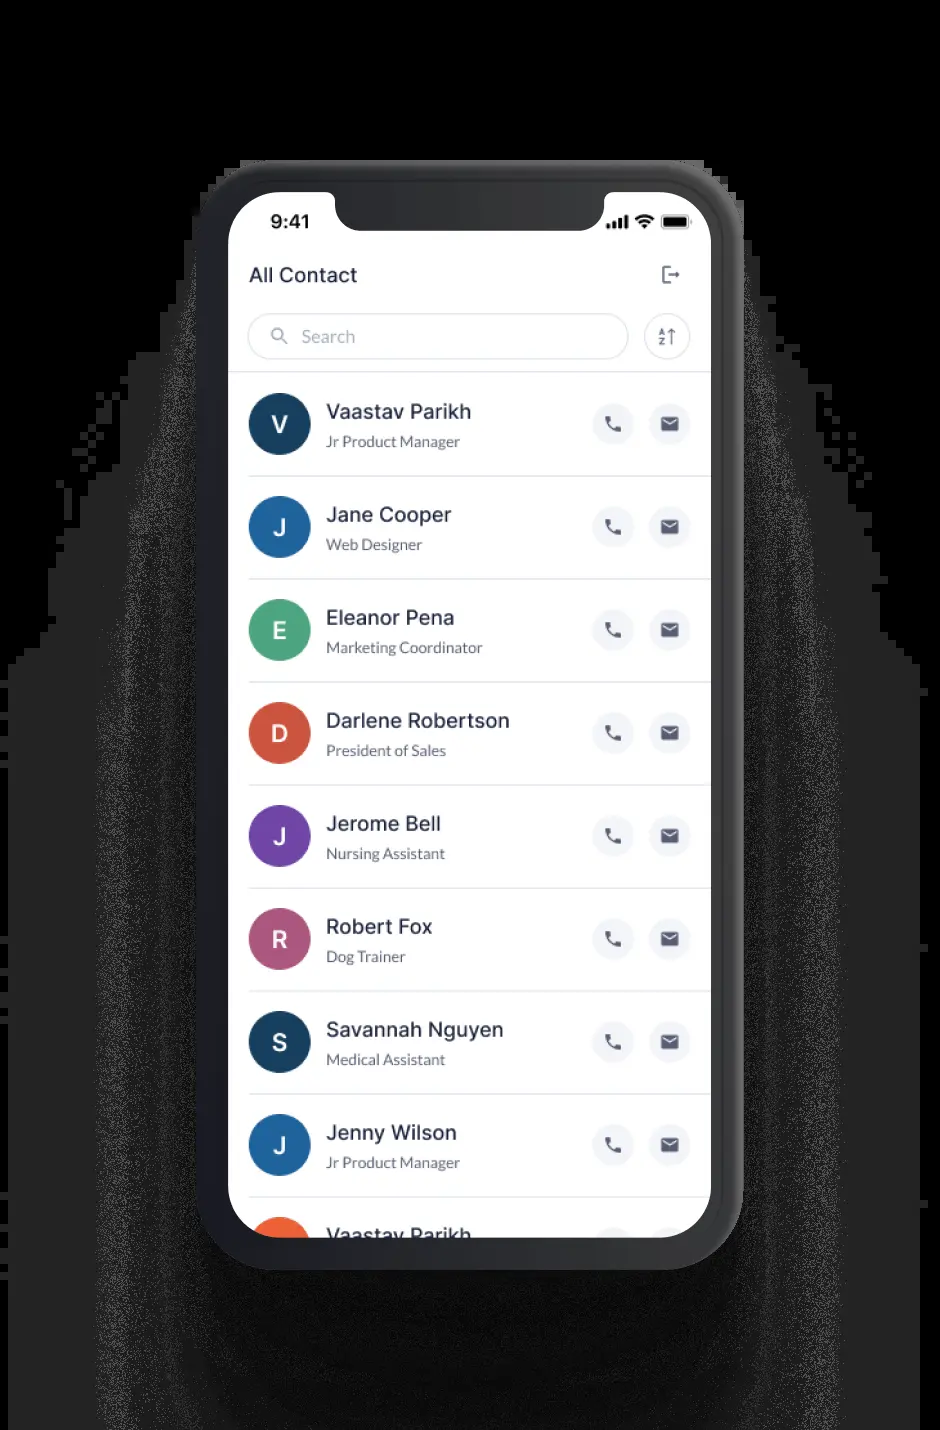 9:41
All Contact
Search
A
Z
V
Vaastav Parikh
Jr Product Manager
J
Jane Cooper
Web Designer
E
Eleanor Pena
Marketing Coordinator
D
Darlene Robertson
President of Sales
J
Jerome Bell
Nursing Assistant
R
Robert Fox
Dog Trainer
S
Savannah Nguyen
Medical Assistant
J
Jenny Wilson
Jr Product Manager
Vaastav Parikh